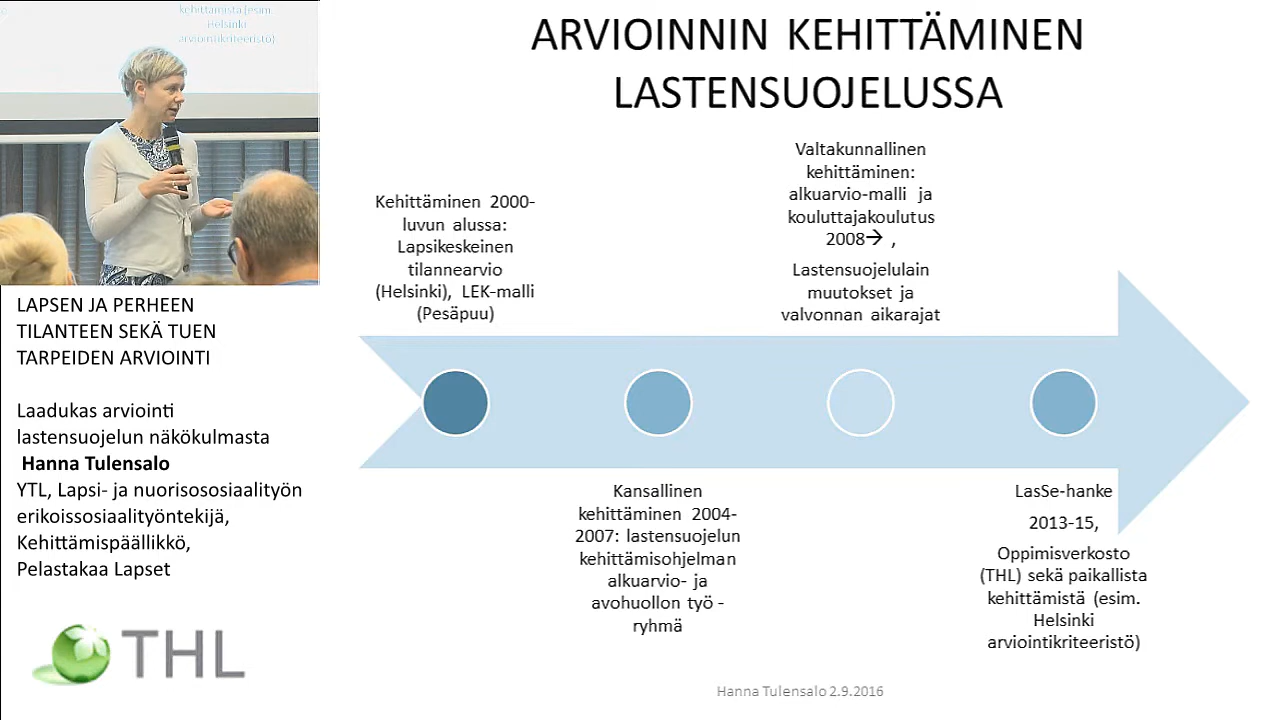 kehittämistä (esim.
Helsinki
arviointikriteeristö)
LAPSEN JA PERHEEN
TILANTEEN SEKÄ TUEN
TARPEIDEN ARVIOINTI
Laadukas arviointi
lastensuojelun näkökulmasta
Hanna Tulensalo
YTL, Lapsi- ja nuorisososiaalityön
erikoissosiaalityöntekijä,
Kehittämispäällikkö,
Pelastakaa Lapset
THL
ARVIOINNIN KEHITTÄMINEN
LASTENSUOJELUSSA
Kehittäminen 2000-
luvun alussa:
Lapsikeskeinen
tilannearvio
(Helsinki), LEK-malli
(Pesäpuu)
Kansallinen
kehittäminen 2004-
2007: lastensuojelun
kehittämisohjelman
alkuarvio- ja
avohuollon työ -
ryhmä
Valtakunnallinen
kehittäminen:
alkuarvio-malli ja
kouluttajakoulutus
2008→ ,
Lastensuojelulain
muutokset ja
valvonnan aikarajat
LasSe-hanke
2013-15,
Oppimisverkosto
(THL) sekä paikallista
kehittämistä (esim.
Helsinki
arviointikriteeristö)
Hanna Tulensalo 2.9.2016